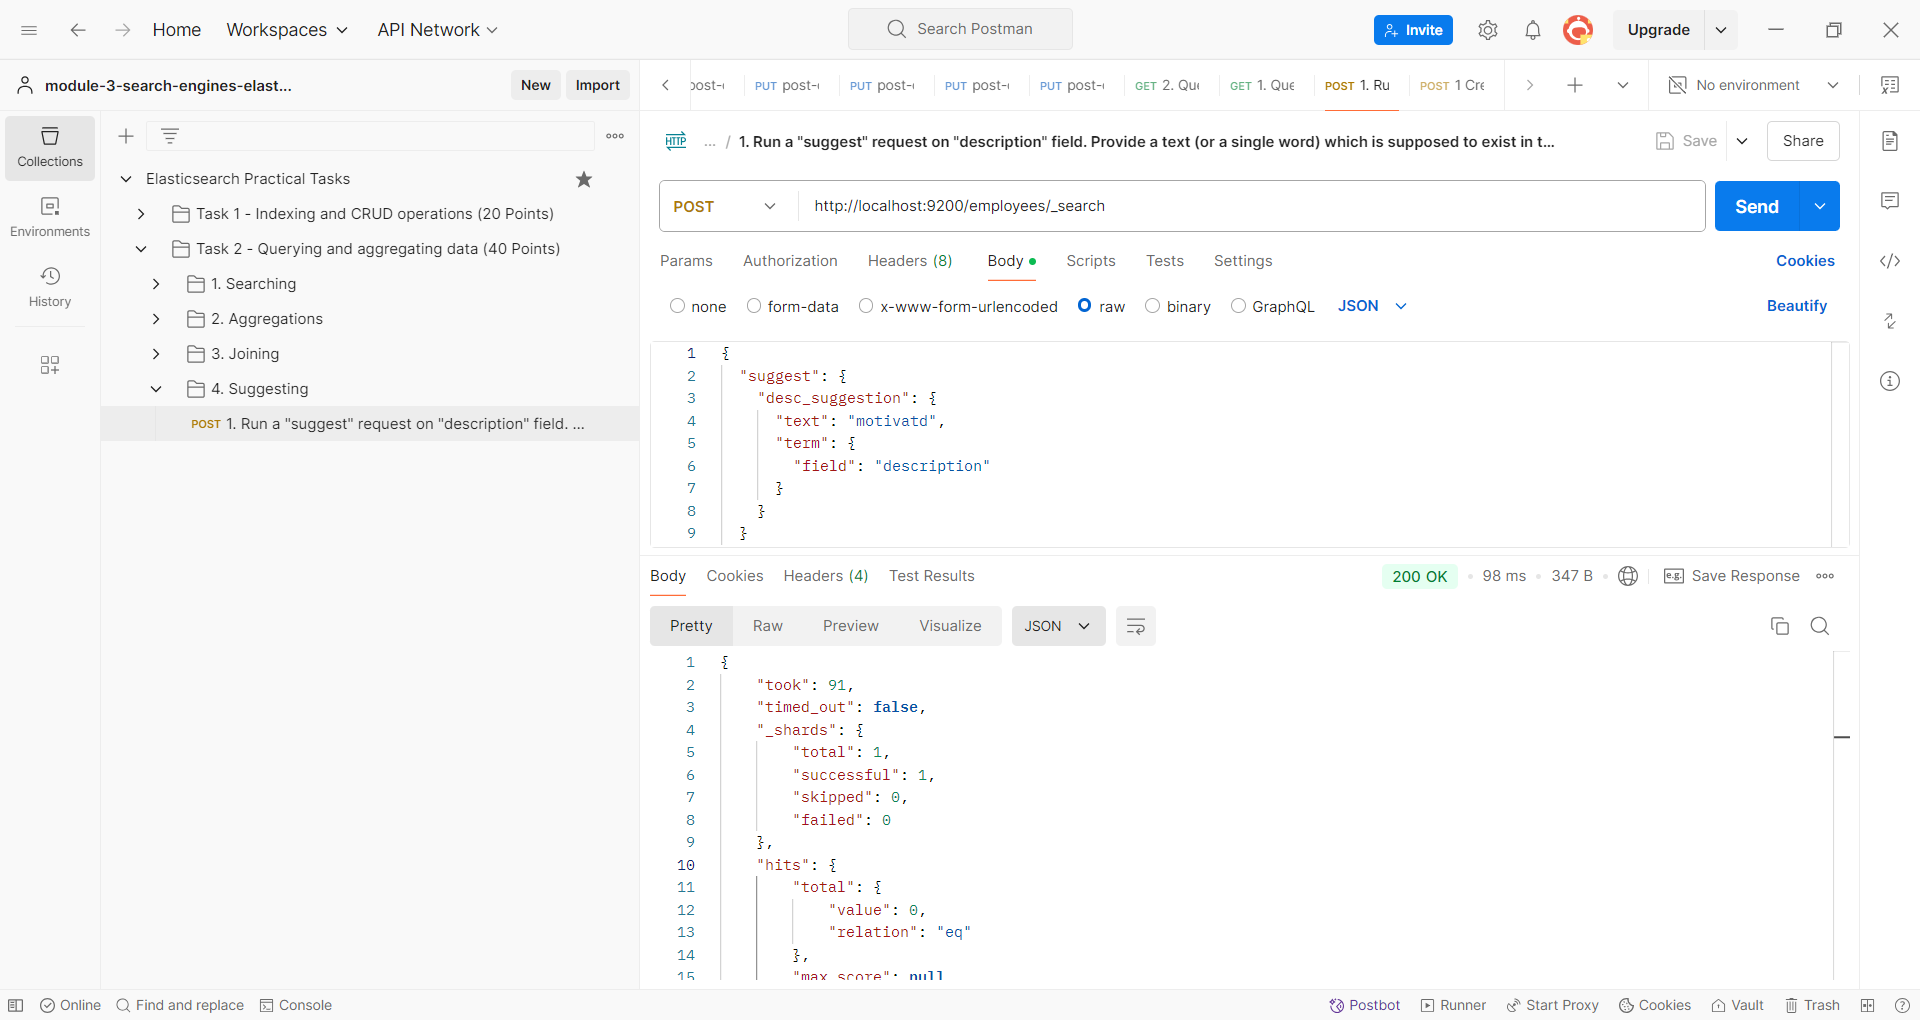 Home Workspaces API Network Search Postman Invite Upgrade
module-3-search-engines-elast... New Import
post-( PUT post-( PUT post-( PUT post-( PUT post-( GET 2. Que GET 1. Que POST 1. Ru POST 1 Cre No environment
Collections
Environments
History
Elasticsearch Practical Tasks
Task 1 - Indexing and CRUD operations (20 Points)
Task 2 - Querying and aggregating data (40 Points)
1. Searching
2. Aggregations
3. Joining
4. Suggesting
POST 1. Run a "suggest" request on "description" field. ...
HTTP ... / 1. Run a "suggest" request on "description" field. Provide a text (or a single word) which is supposed to exist in t... Save Share
POST http://localhost:9200/employees/_search Send
Params Authorization Headers (8) Body Scripts Tests Settings Cookies
none form-data x-www-form-urlencoded raw binary GraphQL JSON Beautify
1 {
2 "suggest": {
3 "desc_suggestion": {
4 "text": "motivatd",
5 "term": {
6 "field": "description"
7 }
8 }
9 }
Body Cookies Headers (4) Test Results 200 OK 98 ms 347 B e.g. Save Response
Pretty Raw Preview Visualize JSON
1 {
2 "took": 91,
3 "timed_out": false,
4 "_shards": {
5 "total": 1,
6 "successful": 1,
7 "skipped": 0,
8 "failed": 0
9 },
10 "hits": {
11 "total": {
12 "value": 0,
13 "relation": "eq"
14 },
15 "max_score": null
Online Find and replace Console Postbot Runner Start Proxy Cookies Vault Trash